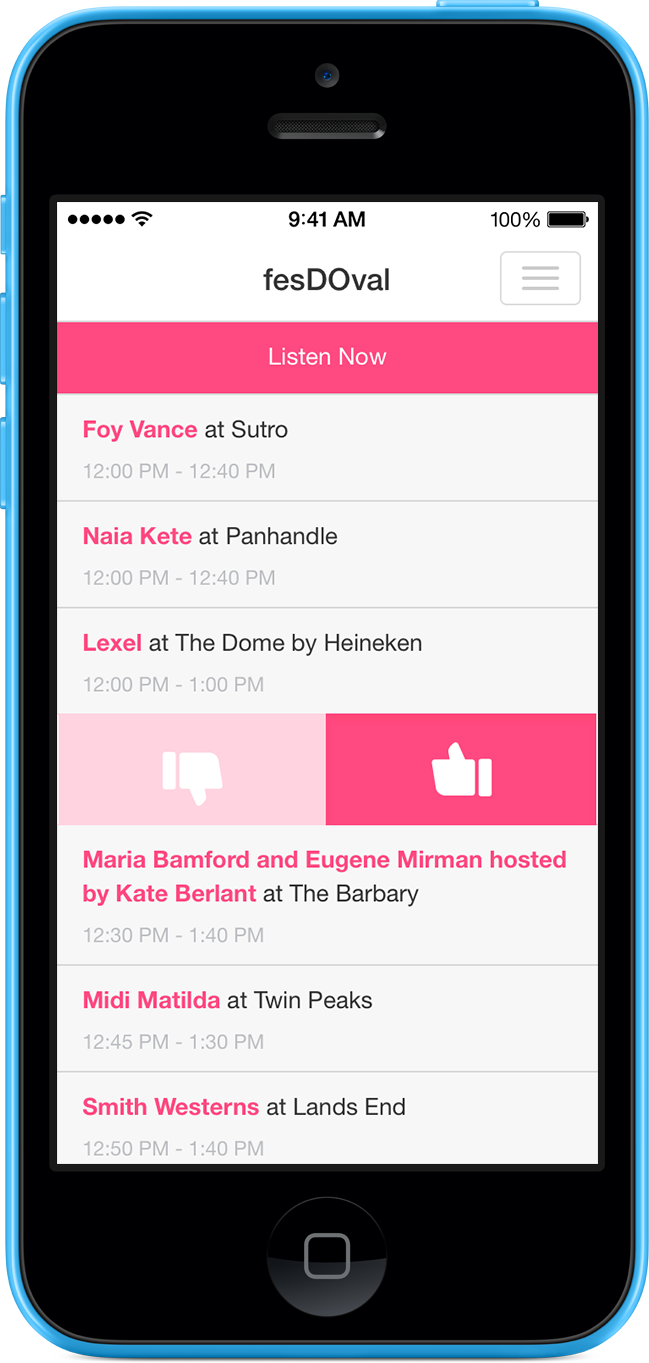 9:41 AM 100%
fesDOval
Listen Now
Foy Vance at Sutro
12:00 PM - 12:40 PM
Naia Kete at Panhandle
12:00 PM - 12:40 PM
Lexel at The Dome by Heineken
12:00 PM - 1:00 PM
Maria Bamford and Eugene Mirman hosted
by Kate Berlant at The Barbary
12:30 PM - 1:40 PM
Midi Matilda at Twin Peaks
12:45 PM - 1:30 PM
Smith Westerns at Lands End
12:50 PM - 1:40 PM